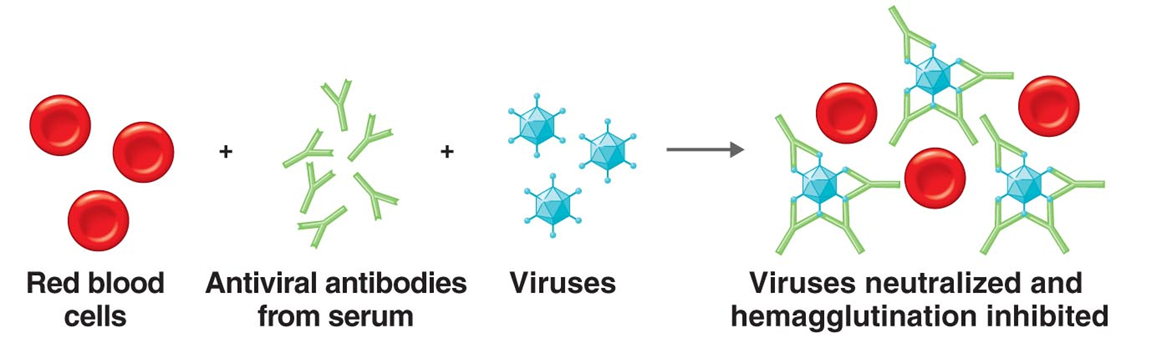 Red blood
cells
+
Antiviral antibodies
from serum
+
Viruses
Viruses neutralized and
hemagglutination inhibited